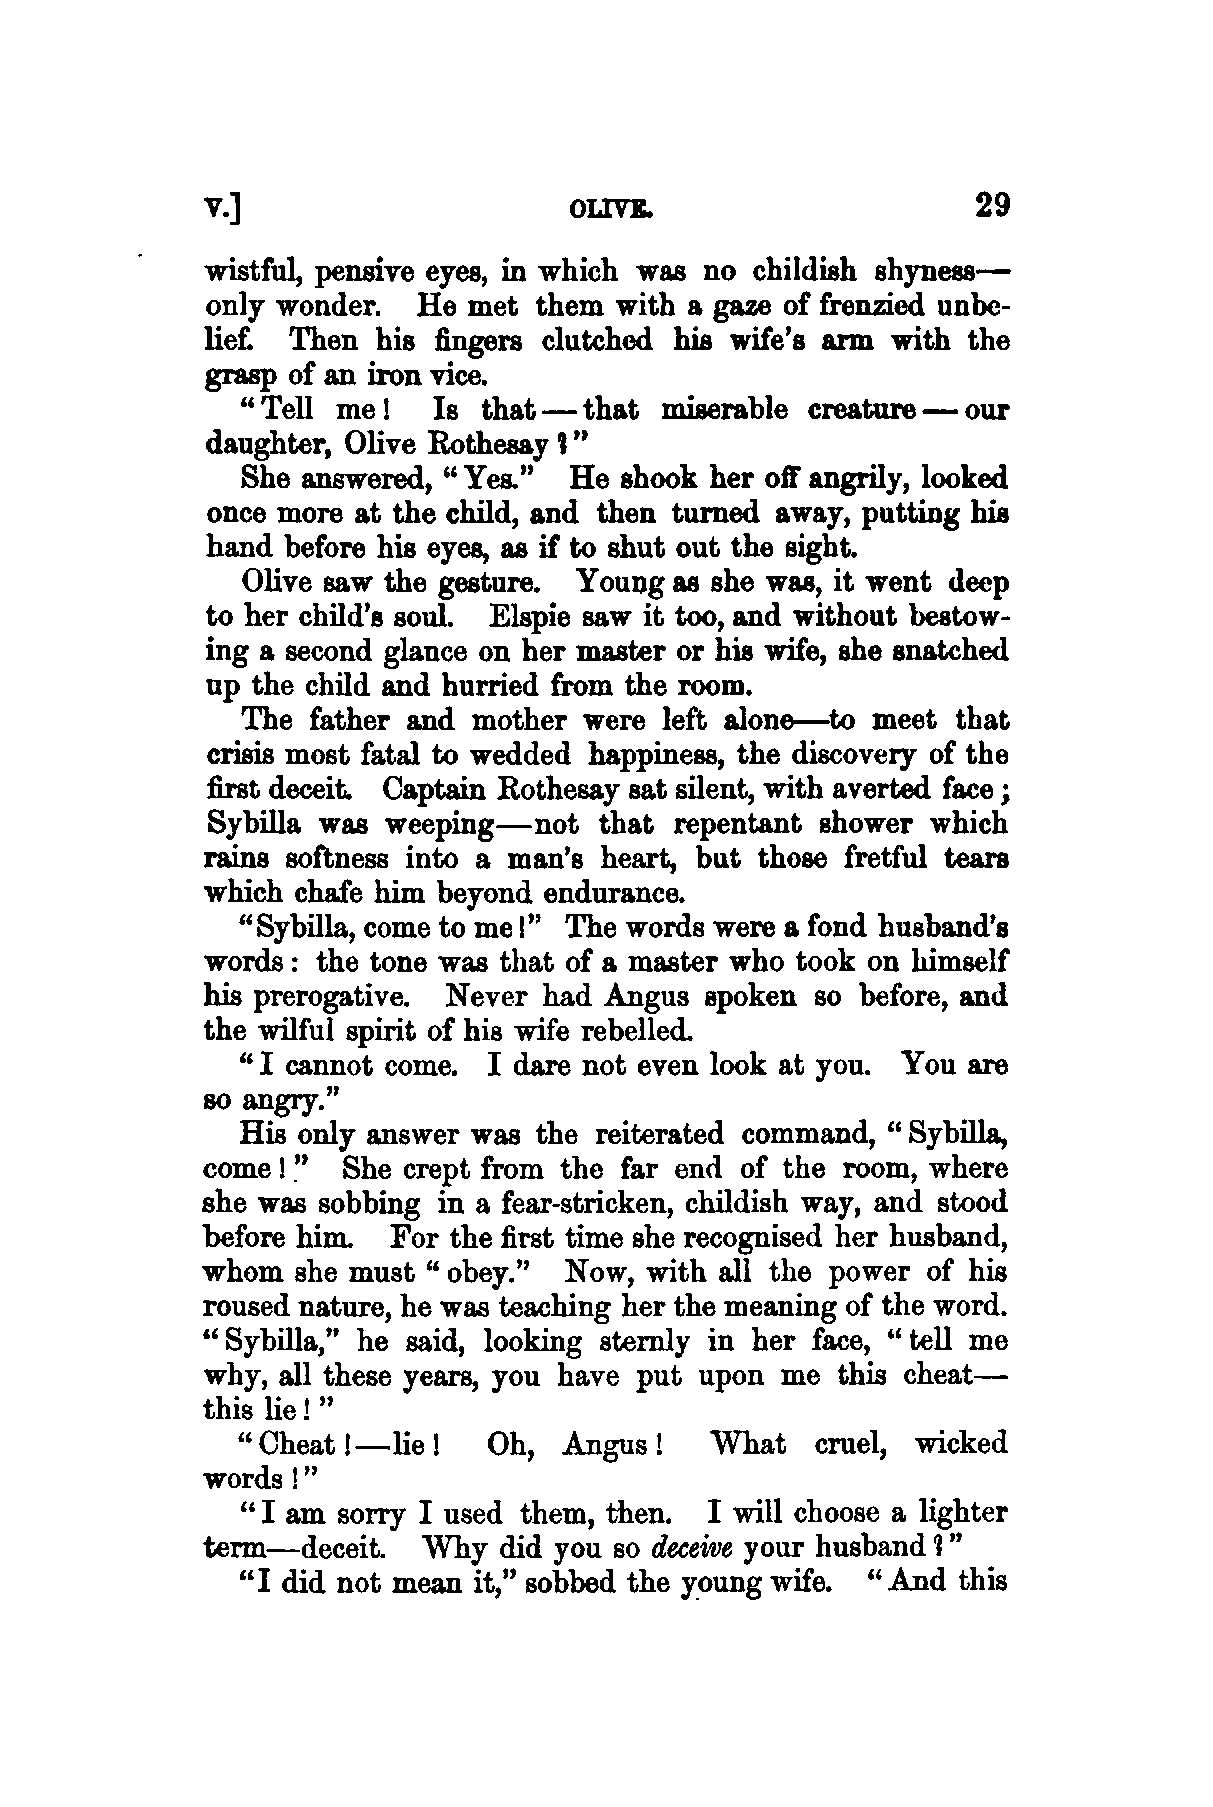 V.] OLIVE. 29
wistful, pensive eyes, in which was no childish shyness—
only wonder. He met them with a gaze of frenzied unbe-
lief. Then his fingers clutched his wife's arm with the
grasp of an iron vice.
"Tell me! Is that—that miserable creature—our
daughter, Olive Rothesay?"
She answered, "Yes." He shook her off angrily, looked
once more at the child, and then turned away, putting his
hand before his eyes, as if to shut out the sight.
Olive saw the gesture. Young as she was, it went deep
to her child's soul. Elspie saw it too, and without bestow-
ing a second glance on her master or his wife, she snatched
up the child and hurried from the room.
The father and mother were left alone—to meet that
crisis most fatal to wedded happiness, the discovery of the
first deceit. Captain Rothesay sat silent, with averted face;
Sybilla was weeping—not that repentant shower which
rains softness into a man's heart, but those fretful tears
which chafe him beyond endurance.
"Sybilla, come to me!" The words were a fond husband's
words: the tone was that of a master who took on himself
his prerogative. Never had Angus spoken so before, and
the wilful spirit of his wife rebelled.
"I cannot come. I dare not even look at you. You are
so angry."
His only answer was the reiterated command, "Sybilla,
come!" She crept from the far end of the room, where
she was sobbing in a fear-stricken, childish way, and stood
before him. For the first time she recognised her husband,
whom she must "obey." Now, with all the power of his
roused nature, he was teaching her the meaning of the word.
"Sybilla," he said, looking sternly in her face, "tell me
why, all these years, you have put upon me this cheat—
this lie!"
"Cheat!—lie! Oh, Angus! What cruel, wicked
words!"
"I am sorry I used them, then. I will choose a lighter
term—deceit. Why did you so deceive your husband?"
"I did not mean it," sobbed the young wife. "And this